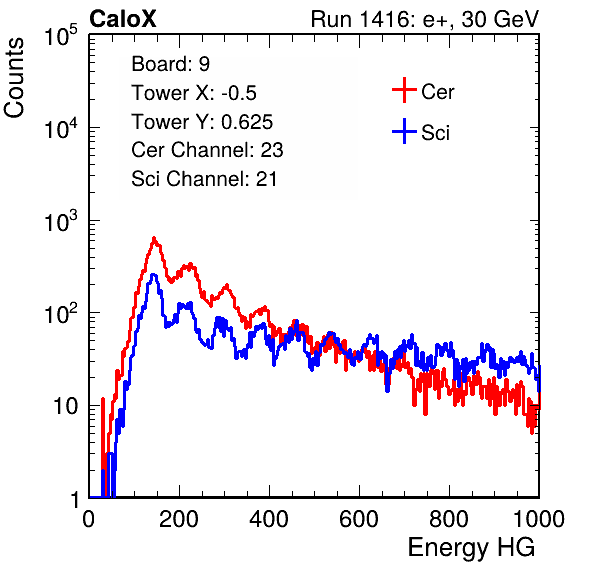 CaloX Run 1416: e+, 30 GeV
Board: 9
Tower X: -0.5
Tower Y: 0.625
Cer Channel: 23
Sci Channel: 21
Cer
Sci
Counts
10^5
10^4
10^3
10^2
10
1
0 200 400 600 800 1000
Energy HG